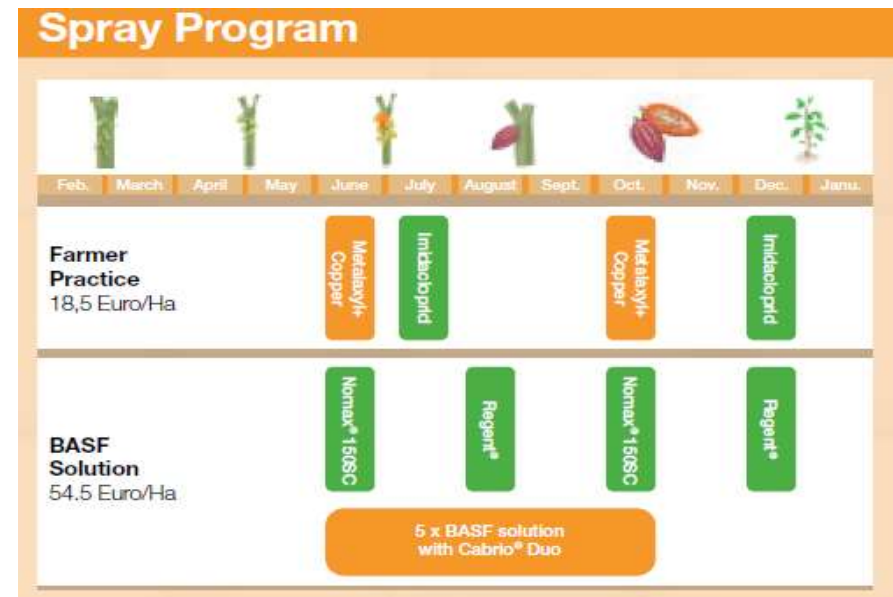 Spray Program
Feb. March April May June July August Sept. Oct. Nov. Dec. Janu.
Farmer
Practice
18,5 Euro/Ha
Metalaxyl+
Copper
Imidacloprid
Metalaxyl+
Copper
Imidacloprid
BASF
Solution
54.5 Euro/Ha
Nomax® 150SC
Regent®
Nomax® 150SC
Regent®
5 x BASF solution
with Cabrio® Duo